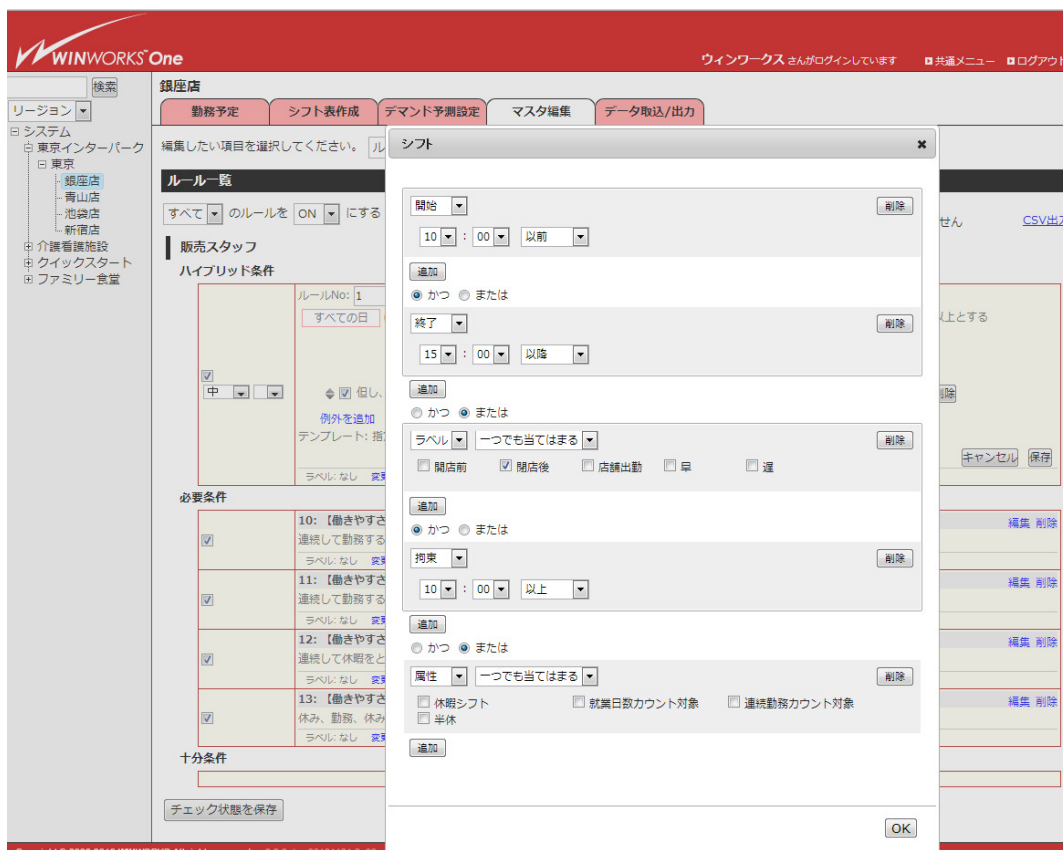 WINWORKS One
ウィンワークス さんがログインしています 共通メニュー ログアウト
検索
リージョン
システム
東京インターパーク
東京
銀座店
青山店
池袋店
新宿店
介護看護施設
クイックスタート
ファミリー食堂
銀座店
勤務予定 シフト表作成 デマンド予測設定 マスタ編集 データ取込/出力
編集したい項目を選択してください。 ル
ルール一覧
すべて のルールを ON にする
せん CSV出
販売スタッフ
ハイブリッド条件
ルールNo: 1
すべての日
以上とする
中
但し、
削除
例外を追加
テンプレート: 指
キャンセル 保存
ラベル: なし 変
必要条件
10: 【働きやすさ
編集 削除
連続して勤務する
ラベル: なし 変
11: 【働きやすさ
編集 削除
連続して勤務する
ラベル: なし 変
12: 【働きやすさ
編集 削除
連続して休暇をと
ラベル: なし 変
13: 【働きやすさ
編集 削除
休み、勤務、休み
ラベル: なし 変
十分条件
チェック状態を保存
シフト ×
開始 削除
10 : 00 以前
追加
かつ または
終了 削除
15 : 00 以降
追加
かつ または
ラベル 一つでも当てはまる 削除
開店前 閉店後 店舗出勤 早 遅
追加
かつ または
拘束 削除
10 : 00 以上
追加
かつ または
属性 一つでも当てはまる 削除
休暇シフト 就業日数カウント対象 連続勤務カウント対象
半休
追加
OK